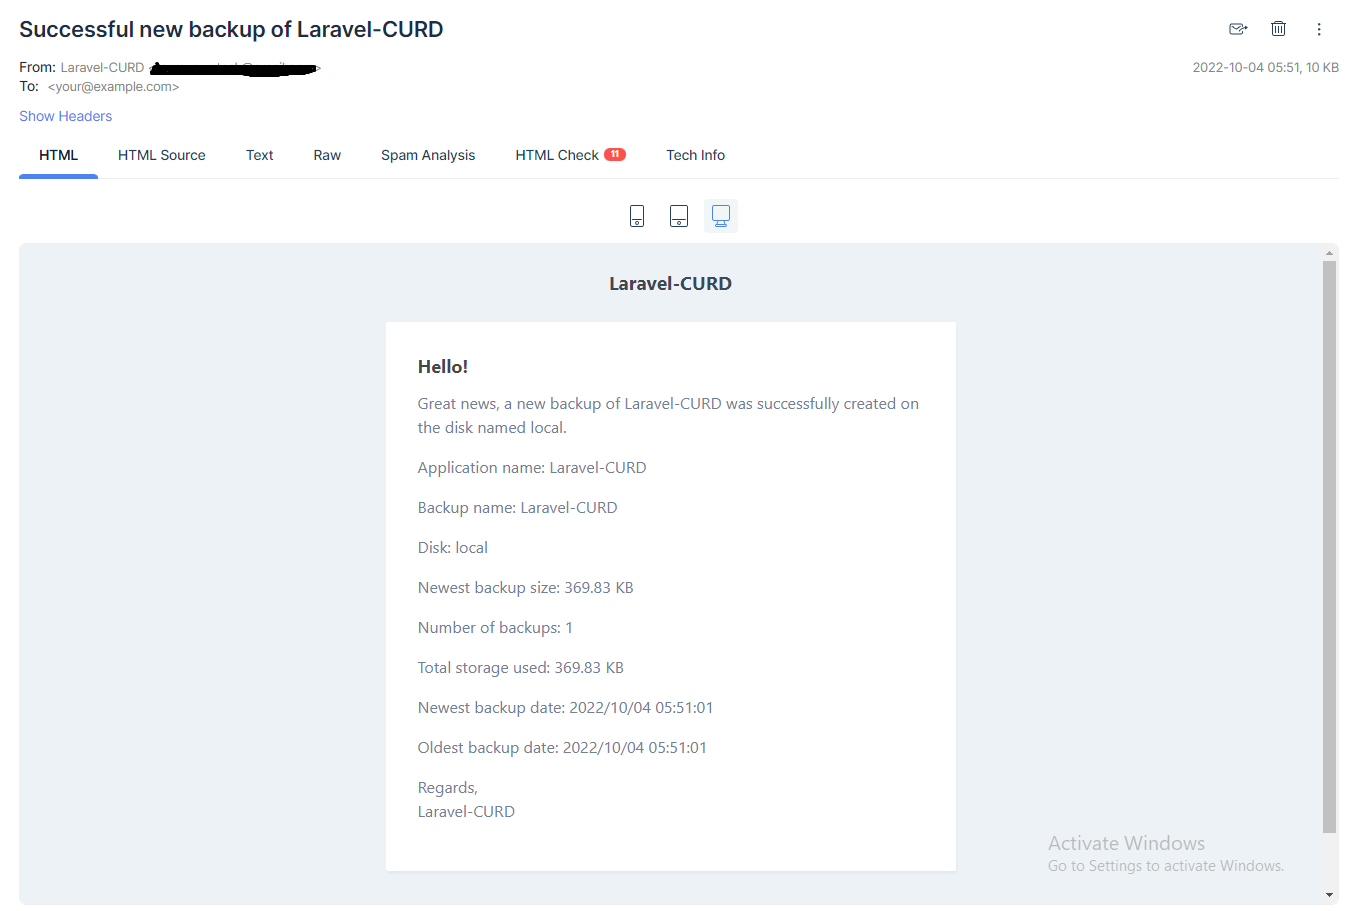 Successful new backup of Laravel-CURD
From: Laravel-CURD
2022-10-04 05:51, 10 KB
To: <your@example.com>
Show Headers
HTML HTML Source Text Raw Spam Analysis HTML Check 11 Tech Info
Laravel-CURD
Hello!
Great news, a new backup of Laravel-CURD was successfully created on
the disk named local.
Application name: Laravel-CURD
Backup name: Laravel-CURD
Disk: local
Newest backup size: 369.83 KB
Number of backups: 1
Total storage used: 369.83 KB
Newest backup date: 2022/10/04 05:51:01
Oldest backup date: 2022/10/04 05:51:01
Regards,
Laravel-CURD
Activate Windows
Go to Settings to activate Windows.